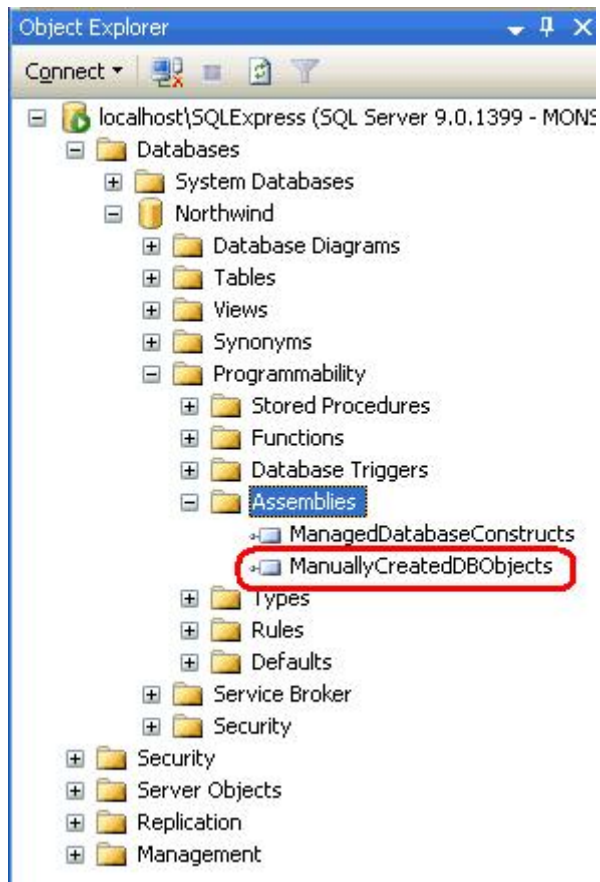 Object Explorer
Connect
localhost\SQLExpress (SQL Server 9.0.1399 - MONS
Databases
System Databases
Northwind
Database Diagrams
Tables
Views
Synonyms
Programmability
Stored Procedures
Functions
Database Triggers
Assemblies
ManagedDatabaseConstructs
ManuallyCreatedDBObjects
Types
Rules
Defaults
Service Broker
Security
Security
Server Objects
Replication
Management